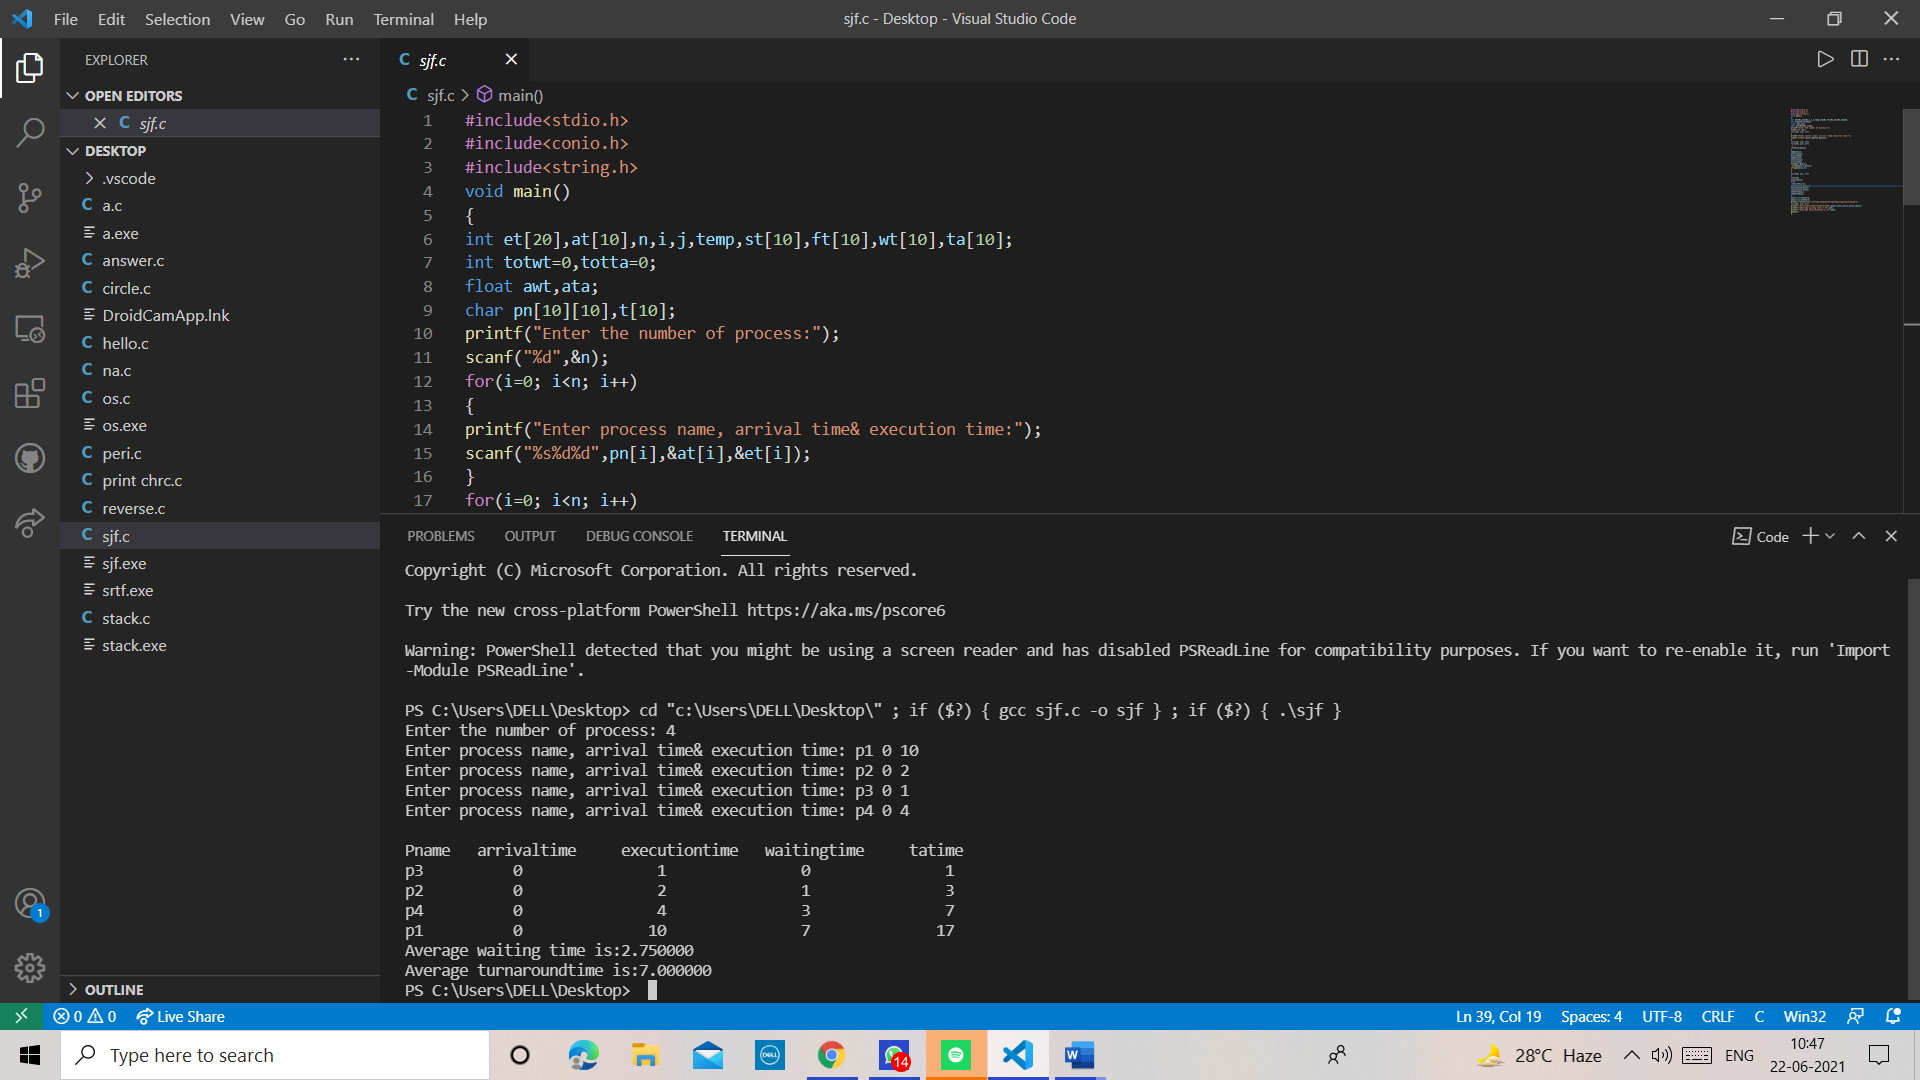 File Edit Selection View Go Run Terminal Help
sjf.c - Desktop - Visual Studio Code
EXPLORER
OPEN EDITORS
sjf.c
DESKTOP
.vscode
C a.c
a.exe
C answer.c
C circle.c
DroidCamApp.lnk
C hello.c
C na.c
C os.c
os.exe
C peri.c
C print chrc.c
C reverse.c
C sjf.c
sjf.exe
srtf.exe
C stack.c
stack.exe
OUTLINE
C sjf.c
C sjf.c > main()
1 #include<stdio.h>
2 #include<conio.h>
3 #include<string.h>
4 void main()
5 {
6 int et[20],at[10],n,i,j,temp,st[10],ft[10],wt[10],ta[10];
7 int totwt=0,totta=0;
8 float awt,ata;
9 char pn[10][10],t[10];
10 printf("Enter the number of process:");
11 scanf("%d",&n);
12 for(i=0; i<n; i++)
13 {
14 printf("Enter process name, arrival time& execution time:");
15 scanf("%s%d%d",pn[i],&at[i],&et[i]);
16 }
17 for(i=0; i<n; i++)
PROBLEMS OUTPUT DEBUG CONSOLE TERMINAL
Code
Copyright (C) Microsoft Corporation. All rights reserved.
Try the new cross-platform PowerShell https://aka.ms/pscore6
Warning: PowerShell detected that you might be using a screen reader and has disabled PSReadLine for compatibility purposes. If you want to re-enable it, run 'Import
-Module PSReadLine'.
PS C:\Users\DELL\Desktop> cd "c:\Users\DELL\Desktop\" ; if ($?) { gcc sjf.c -o sjf } ; if ($?) { .\sjf }
Enter the number of process: 4
Enter process name, arrival time& execution time: p1 0 10
Enter process name, arrival time& execution time: p2 0 2
Enter process name, arrival time& execution time: p3 0 1
Enter process name, arrival time& execution time: p4 0 4
Pname arrivaltime executiontime waitingtime tatime
p3 0 1 0 1
p2 0 2 1 3
p4 0 4 3 7
p1 0 10 7 17
Average waiting time is:2.750000
Average turnaroundtime is:7.000000
PS C:\Users\DELL\Desktop>
1
0 0 Live Share
Ln 39, Col 19 Spaces: 4 UTF-8 CRLF C Win32
Type here to search
DELL
14
W
28°C Haze
ENG
10:47
22-06-2021